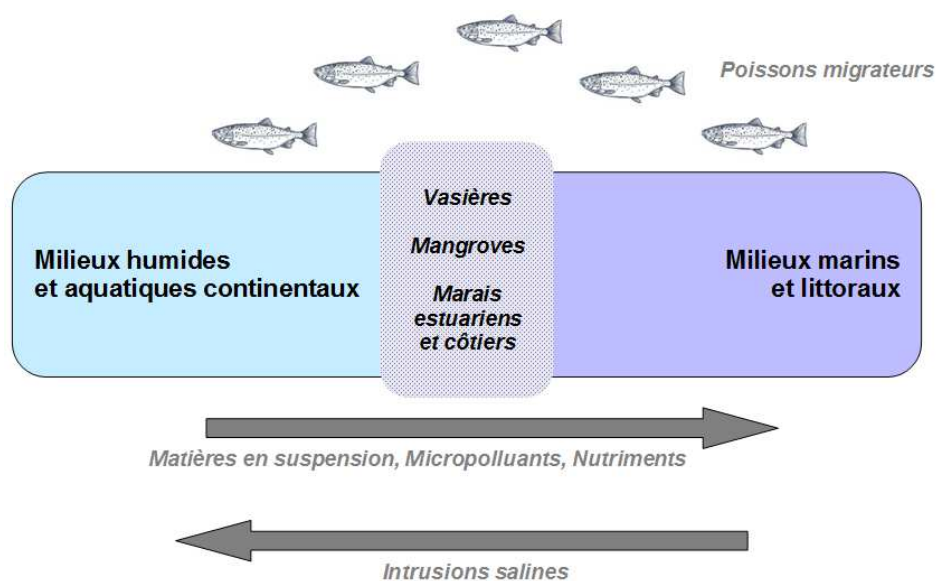 Poissons migrateurs
Vasières
Mangroves
Marais
estuariens
et côtiers
Milieux humides
et aquatiques continentaux
Milieux marins
et littoraux
Matières en suspension, Micropolluants, Nutriments
Intrusions salines